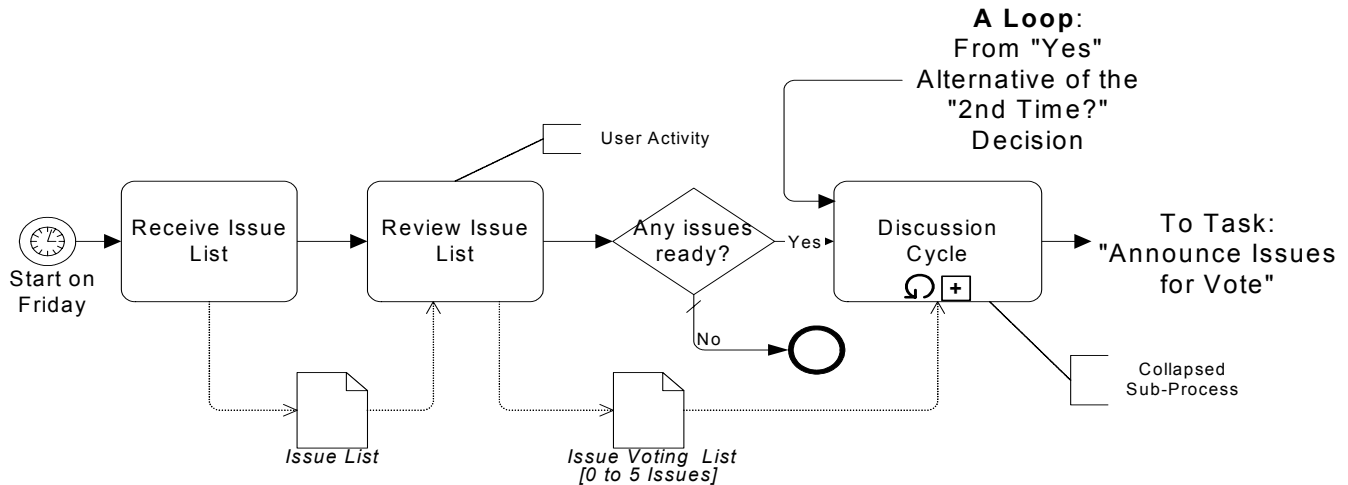 A Loop:
From "Yes"
Alternative of the
"2nd Time?"
Decision
User Activity
Start on
Friday
Receive Issue
List
Review Issue
List
Any issues
ready?
Yes
No
Discussion
Cycle
+
To Task:
"Announce Issues
for Vote"
Collapsed
Sub-Process
Issue List
Issue Voting List
[0 to 5 Issues]